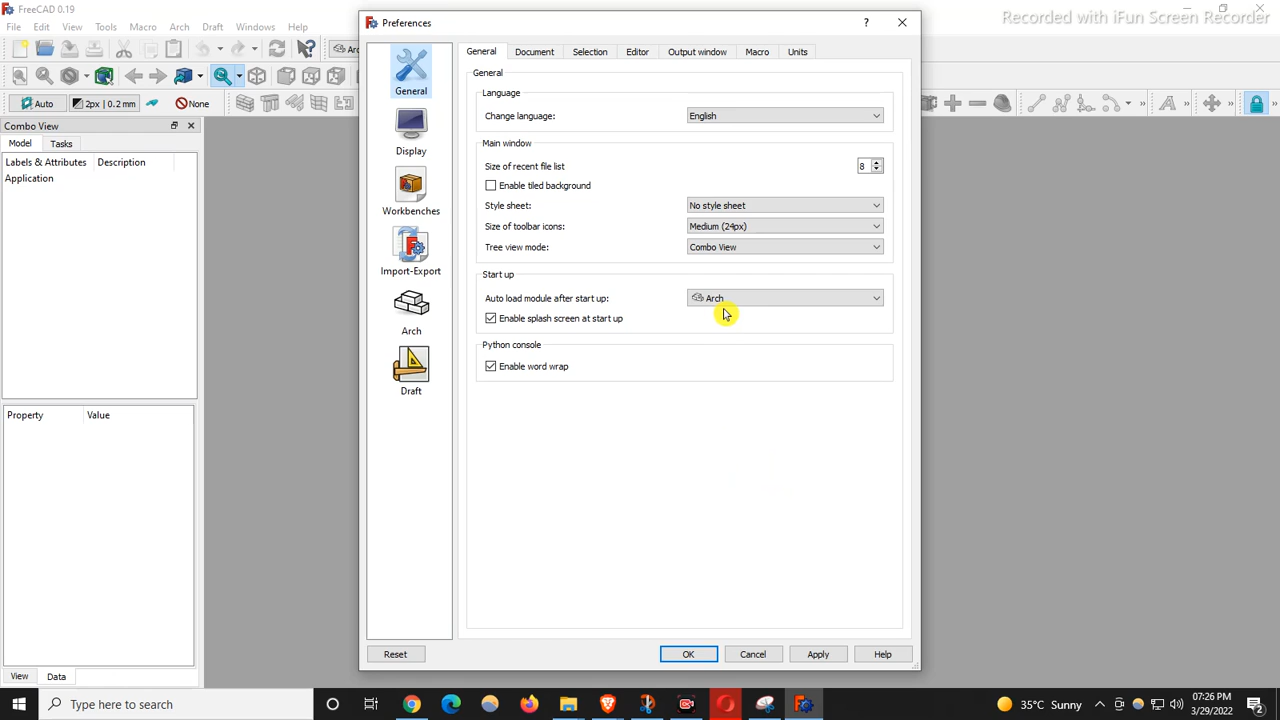 FreeCAD 0.19
Preferences
?
Recorded with iFun Screen Recorder
File Edit View Tools Macro Arch Draft Windows Help
Auto
2px | 0.2 mm
None
Combo View
Model Tasks
Labels & Attributes Description
Application
Property Value
View Data
General
Display
Workbenches
Import-Export
Arch
Draft
General Document Selection Editor Output window Macro Units
General
Language
Change language: English
Main window
Size of recent file list 8
Enable tiled background
Style sheet: No style sheet
Size of toolbar icons: Medium (24px)
Tree view mode: Combo View
Start up
Auto load module after start up: Arch
Enable splash screen at start up
Python console
Enable word wrap
Reset OK Cancel Apply Help
Type here to search
35°C Sunny
07:26 PM
3/29/2022
2